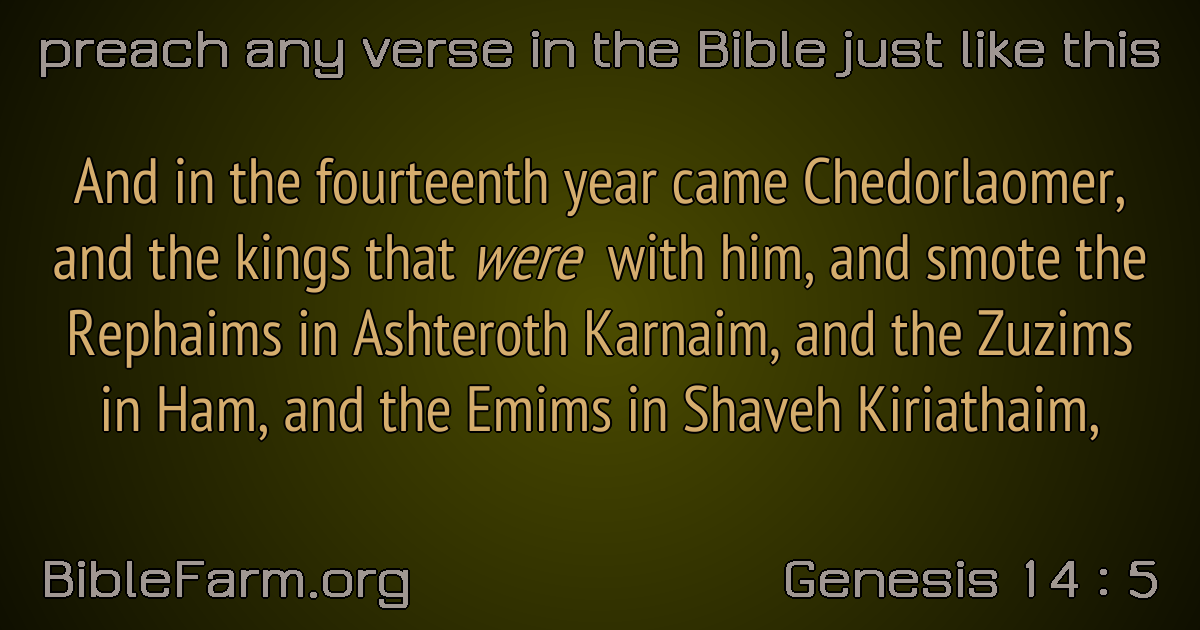 preach any verse in the Bible just like this
And in the fourteenth year came Chedorlaomer,
and the kings that were with him, and smote the
Rephaims in Ashteroth Karnaim, and the Zuzims
in Ham, and the Emims in Shaveh Kiriathaim,
BibleFarm.org
Genesis 14 : 5